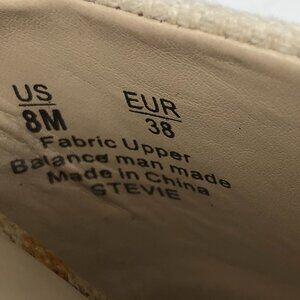 US EUR
8M 38
Fabric Upper
Balance man made
Made in China
STEVIE